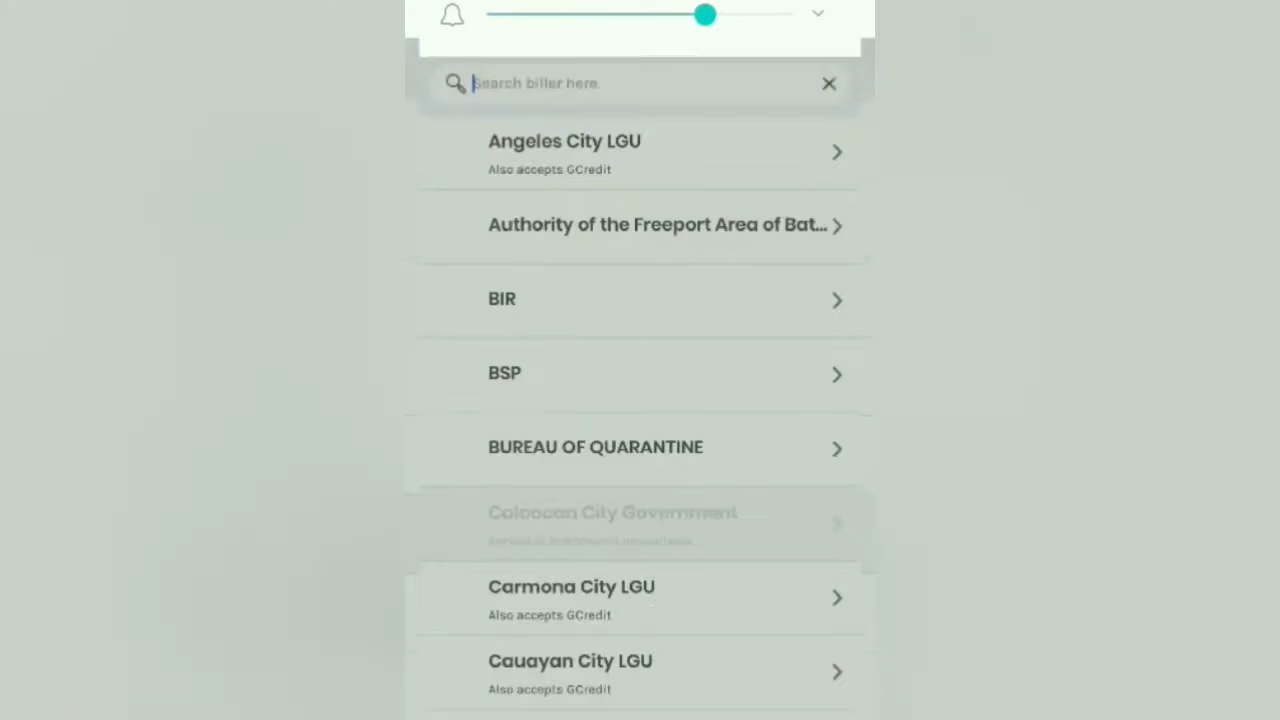 Search biller here.
Angeles City LGU
Also accepts GCredit
Authority of the Freeport Area of Bat...
BIR
BSP
BUREAU OF QUARANTINE
Caloocan City Government
Carmona City LGU
Also accepts GCredit
Cauayan City LGU
Also accepts GCredit